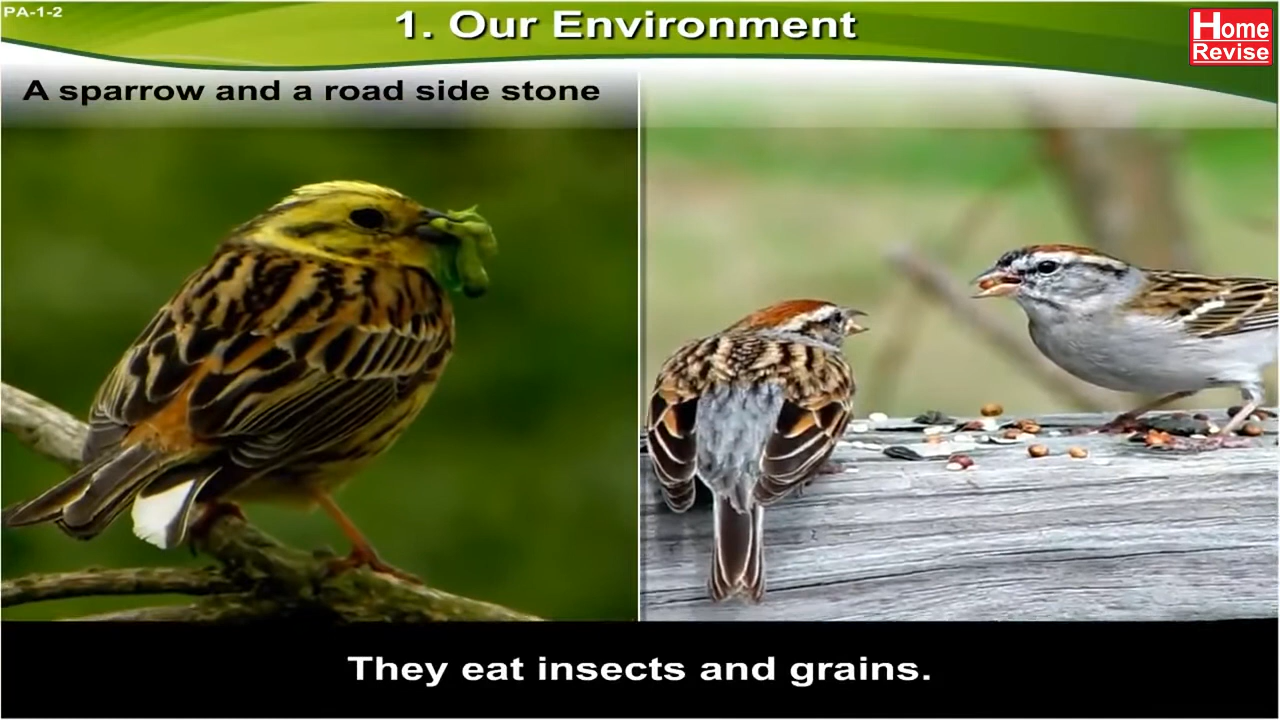 PA-1-2
1. Our Environment
Home
Revise
A sparrow and a road side stone
They eat insects and grains.